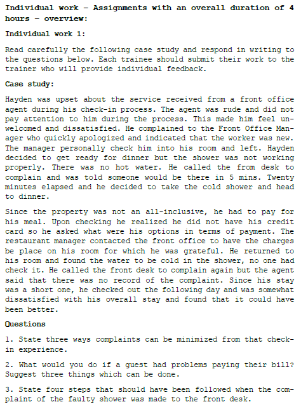 Individual work - Assignments with an overall duration of 4
hours - overview:
Individual work 1:
Read carefully the following case study and respond in writing to
the questions below. Each trainee should submit their work to the
trainer who will provide individual feedback.
Case study:
Hayden was upset about the service received from a front office
agent during his check-in process. The agent was rude and did not
pay attention to him during the process. This made him feel un-
welcomed and dissatisfied. He complained to the Front Office Man-
ager who quickly apologized and indicated that the worker was new.
The manager personally check him into his room and left. Hayden
decided to get ready for dinner but the shower was not working
properly. There was no hot water. He called the from desk to
complain and was told someone would be there in 5 mins. Twenty
minutes elapsed and he decided to take the cold shower and head
to dinner.
Since the property was not an all-inclusive, he had to pay for
his meal. Upon checking he realized he did not have his credit
card so he asked what were his options in terms of payment. The
restaurant manager contacted the front office to have the charges
be place on his room for which he was grateful. He returned to
his room and found the water to be cold in the shower, no one had
check it. He called the front desk to complain again but the agent
said that there was no record of the complaint. Since his stay
was a short one, he checked out the following day and was somewhat
dissatisfied with his overall stay and found that it could have
been better.
Questions
1. State three ways complaints can be minimized from that check-
in experience.
2. What would you do if a guest had problems paying their bill?
Suggest three things which can be done.
3. State four steps that should have been followed when the com-
plaint of the faulty shower was made to the front desk.